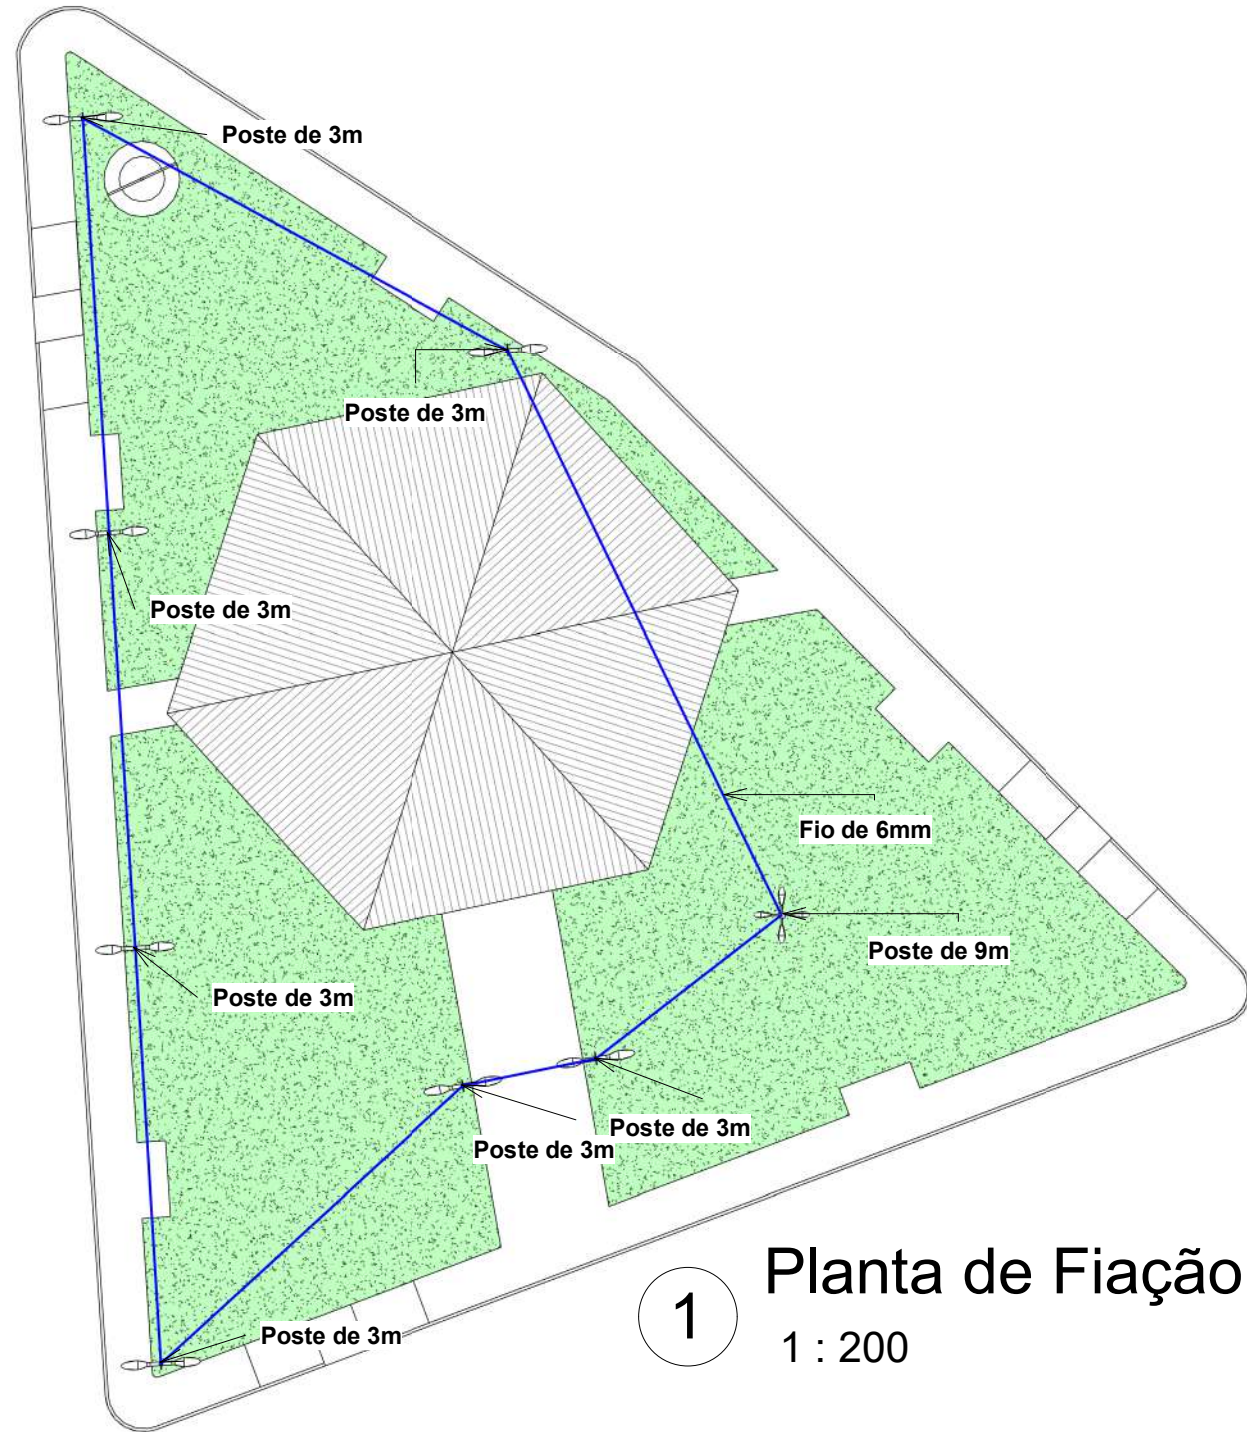 Poste de 3m
Poste de 3m
Poste de 3m
Fio de 6mm
Poste de 9m
Poste de 3m
Poste de 3m
Poste de 3m
Poste de 3m
1
Planta de Fiação
1 : 200